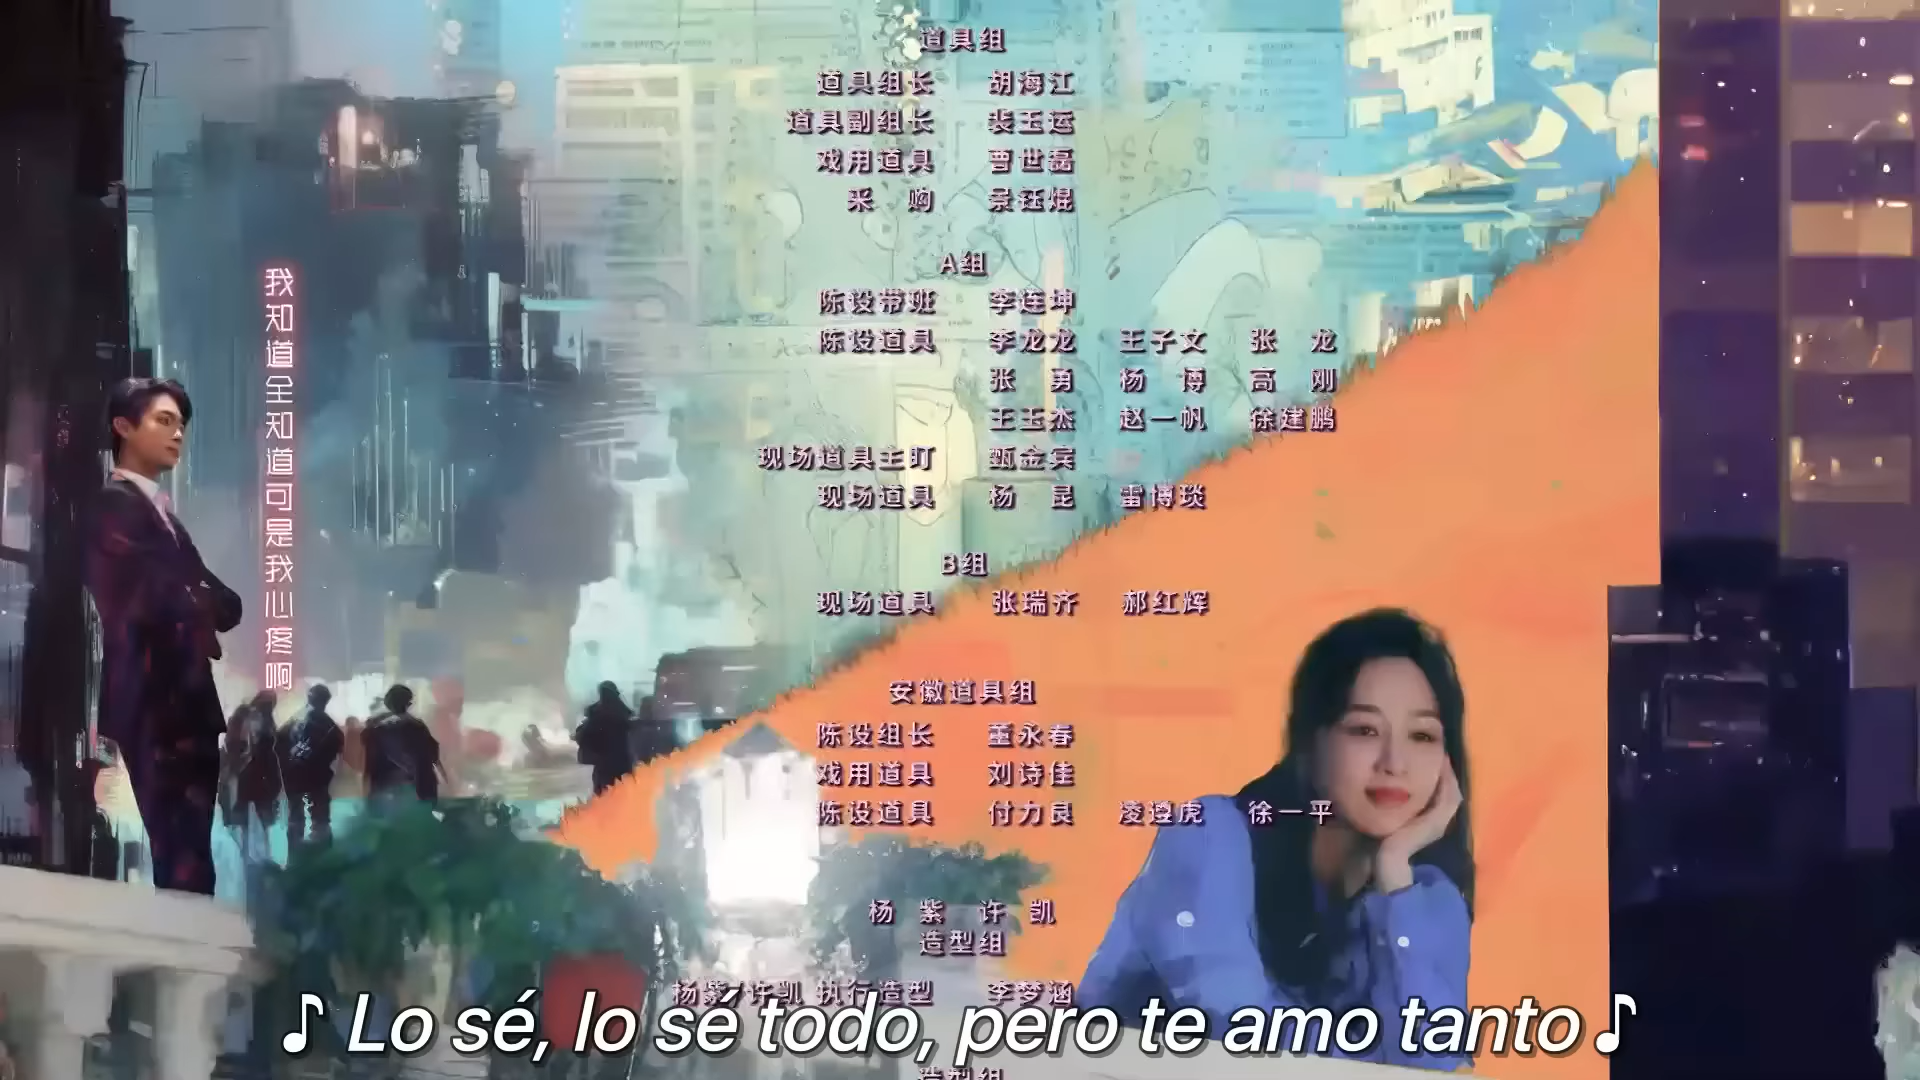 道具组
道具组长 胡海江
道具副组长 裴玉运
戏用道具 曹世磊
采 购 景钰焜
A组
陈设带班 李连坤
陈设道具 李龙龙 王子文 张 龙
张 勇 杨 博 高 刚
王玉杰 赵一帆 徐建鹏
现场道具主盯 甄金宾
现场道具 杨 昆 雷博琰
B组
现场道具 张瑞齐 郝红辉
安徽道具组
陈设组长 董永春
戏用道具 刘诗佳
陈设道具 付力良 凌遵虎 徐一平
杨 紫 许 凯
造型组
杨紫/许凯 执行造型 李梦涵
造型组
我知道全知道可是我心疼啊
♪ Lo sé, lo sé todo, pero te amo tanto ♪